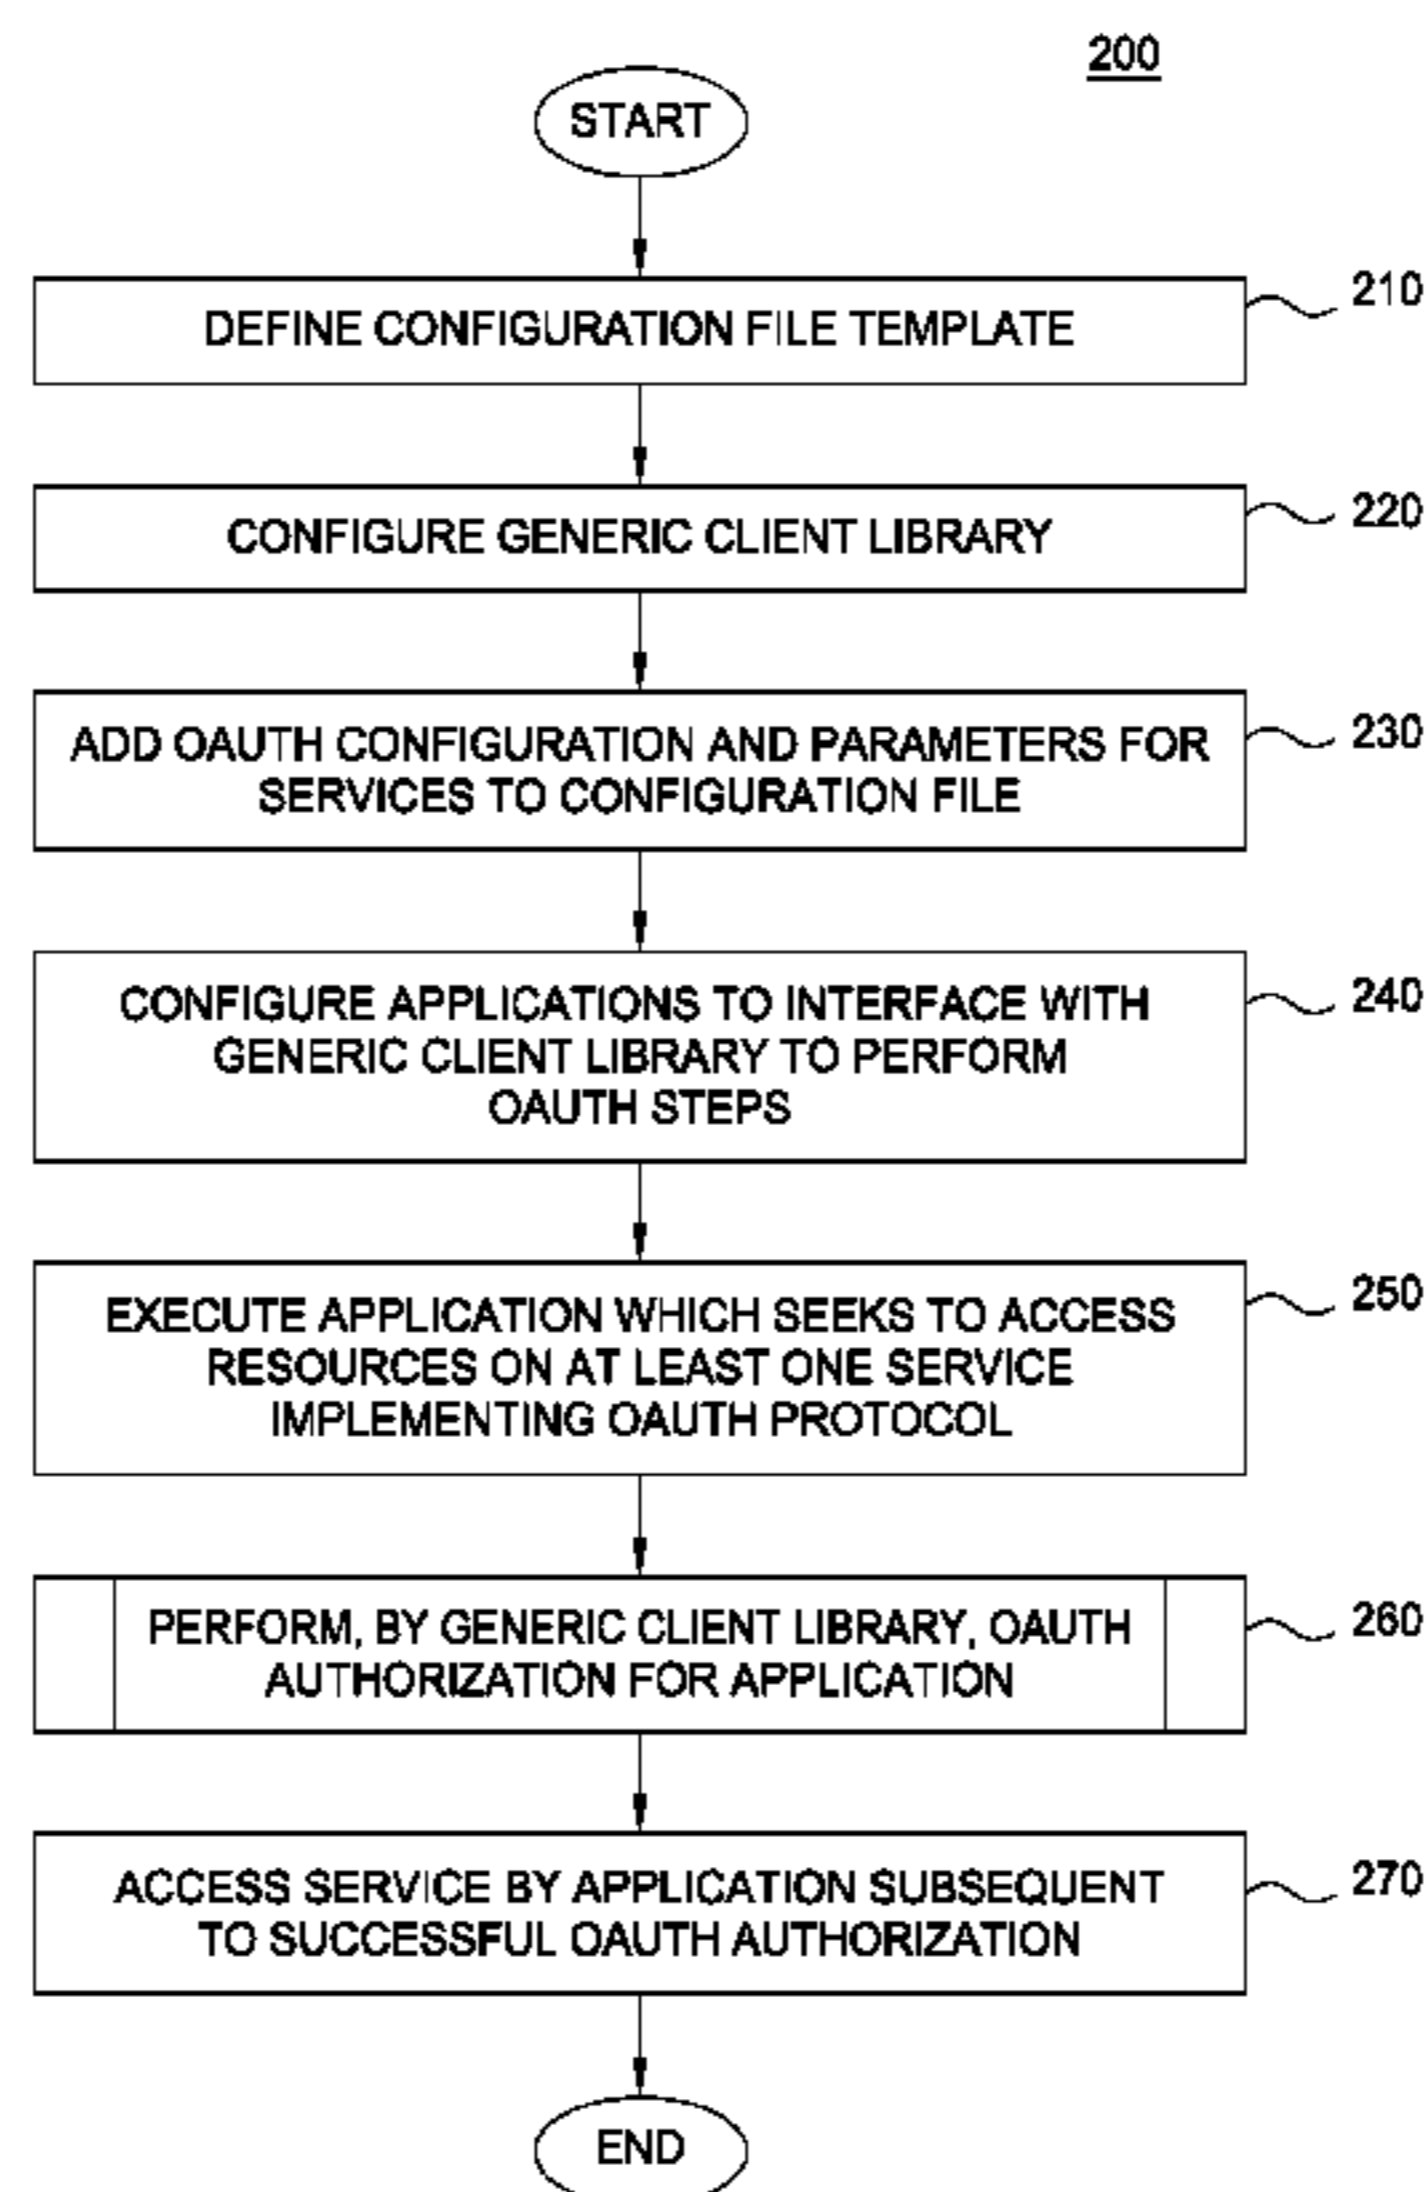 200
START
DEFINE CONFIGURATION FILE TEMPLATE
210
CONFIGURE GENERIC CLIENT LIBRARY
220
ADD OAUTH CONFIGURATION AND PARAMETERS FOR
SERVICES TO CONFIGURATION FILE
230
CONFIGURE APPLICATIONS TO INTERFACE WITH
GENERIC CLIENT LIBRARY TO PERFORM
OAUTH STEPS
240
EXECUTE APPLICATION WHICH SEEKS TO ACCESS
RESOURCES ON AT LEAST ONE SERVICE
IMPLEMENTING OAUTH PROTOCOL
250
PERFORM, BY GENERIC CLIENT LIBRARY, OAUTH
AUTHORIZATION FOR APPLICATION
260
ACCESS SERVICE BY APPLICATION SUBSEQUENT
TO SUCCESSFUL OAUTH AUTHORIZATION
270
END